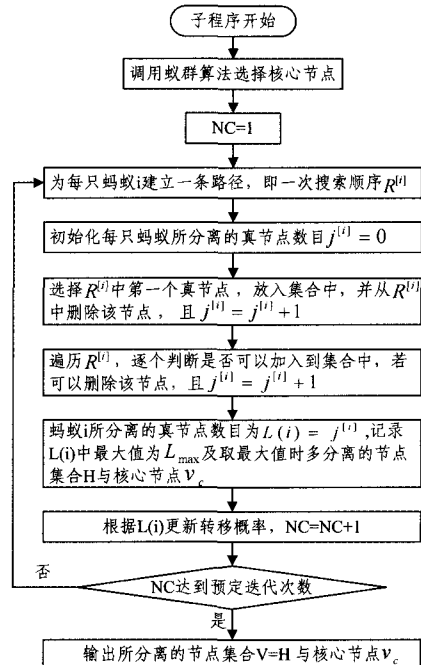 子程序开始
调用蚁群算法选择核心节点
NC=1
为每只蚂蚁i建立一条路径，即一次搜索顺序R^[i]
初始化每只蚂蚁所分离的真节点数目j^[i] = 0
选择R^[i]中第一个真节点，放入集合中，并从R^[i]
中删除该节点，且j^[i] = j^[i] + 1
遍历R^[i]，逐个判断是否可以加入到集合中，若
可以删除该节点，且j^[i] = j^[i] + 1
蚂蚁i所分离的真节点数目为L(i) = j^[i],记录
L(i)中最大值为L_max及取最大值时多分离的节点
集合H与核心节点v_c
根据L(i)更新转移概率，NC=NC+1
否
NC达到预定迭代次数
是
输出所分离的节点集合V=H 与核心节点v_c